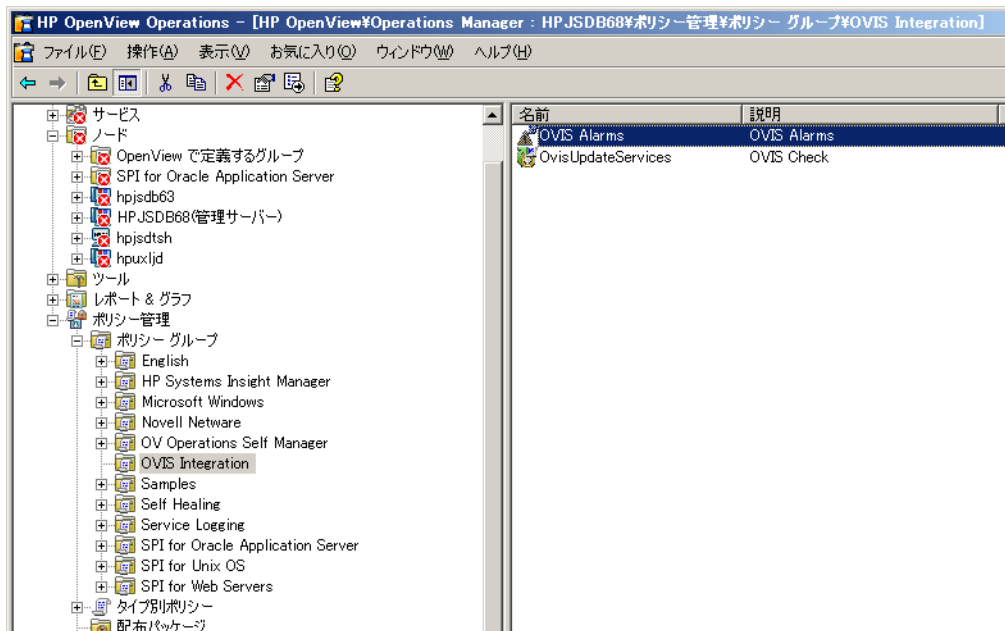 HP OpenView Operations - [HP OpenView¥Operations Manager : HPJSDB68¥ポリシー管理¥ポリシー グループ¥OVIS Integration]
ファイル(F) 操作(A) 表示(V) お気に入り(O) ウィンドウ(W) ヘルプ(H)
サービス
ノード
OpenView で定義するグループ
SPI for Oracle Application Server
hpjsdb63
HPJSDB68(管理サーバー)
hpjsdtsh
hpuxljd
ツール
レポート & グラフ
ポリシー管理
ポリシー グループ
English
HP Systems Insight Manager
Microsoft Windows
Novell Netware
OV Operations Self Manager
OVIS Integration
Samples
Self Healing
Service Logging
SPI for Oracle Application Server
SPI for Unix OS
SPI for Web Servers
タイプ別ポリシー
配布パッケージ
名前 説明
OVIS Alarms OVIS Alarms
OvisUpdateServices OVIS Check